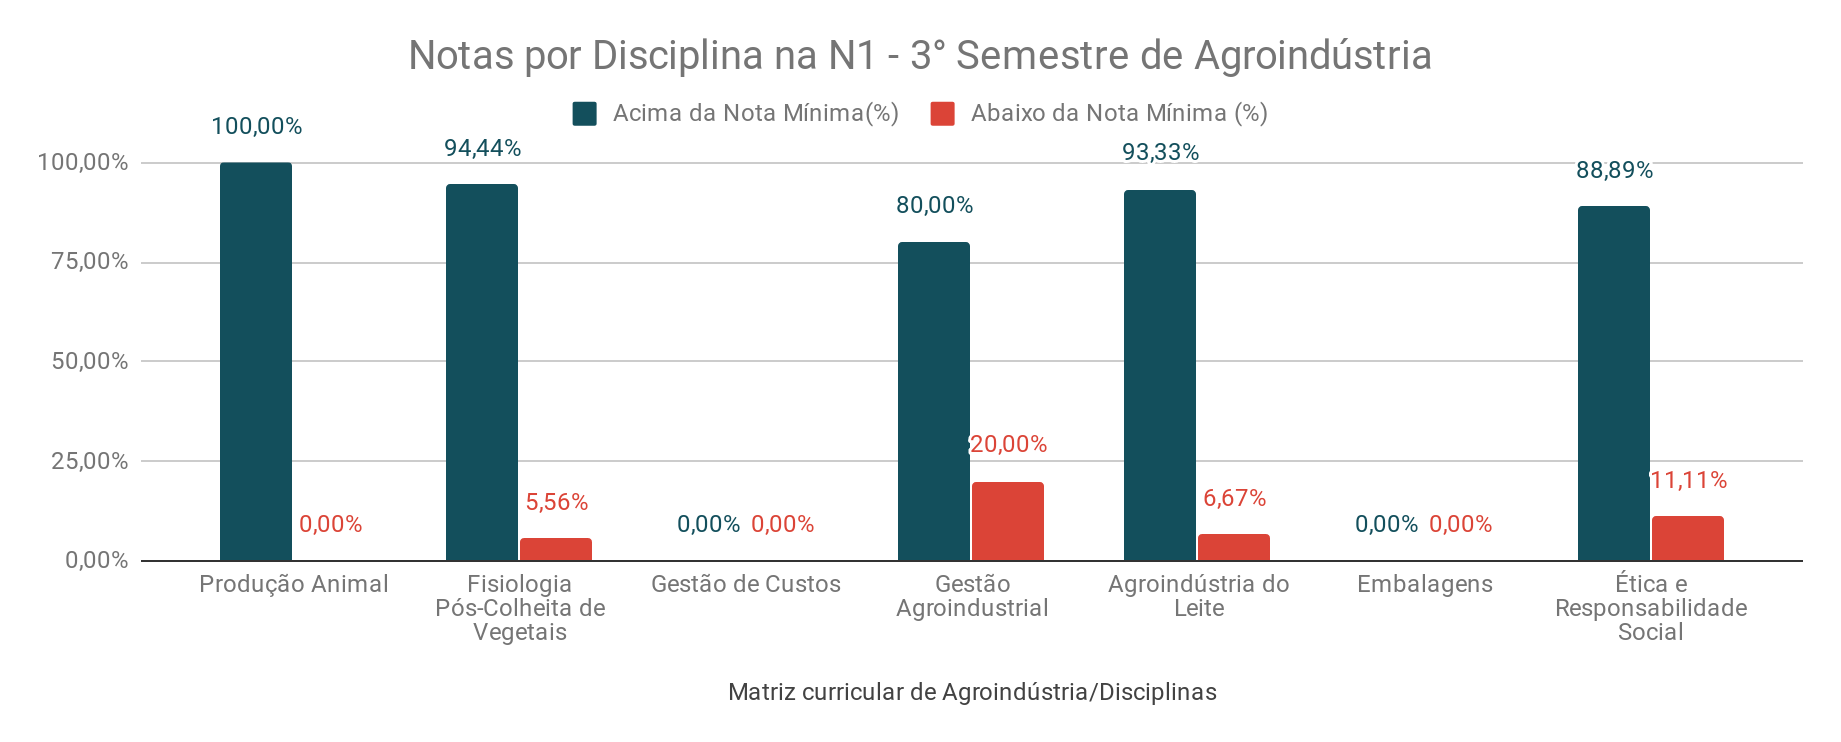 Notas por Disciplina na N1 - 3° Semestre de Agroindústria
Acima da Nota Mínima(%)
Abaixo da Nota Mínima (%)
100,00%
75,00%
50,00%
25,00%
0,00%
100,00%
0,00%
94,44%
5,56%
0,00%
0,00%
80,00%
20,00%
93,33%
6,67%
0,00%
0,00%
88,89%
11,11%
Produção Animal
Fisiologia
Pós-Colheita de
Vegetais
Gestão de Custos
Gestão
Agroindustrial
Agroindústria do
Leite
Embalagens
Ética e
Responsabilidade
Social
Matriz curricular de Agroindústria/Disciplinas